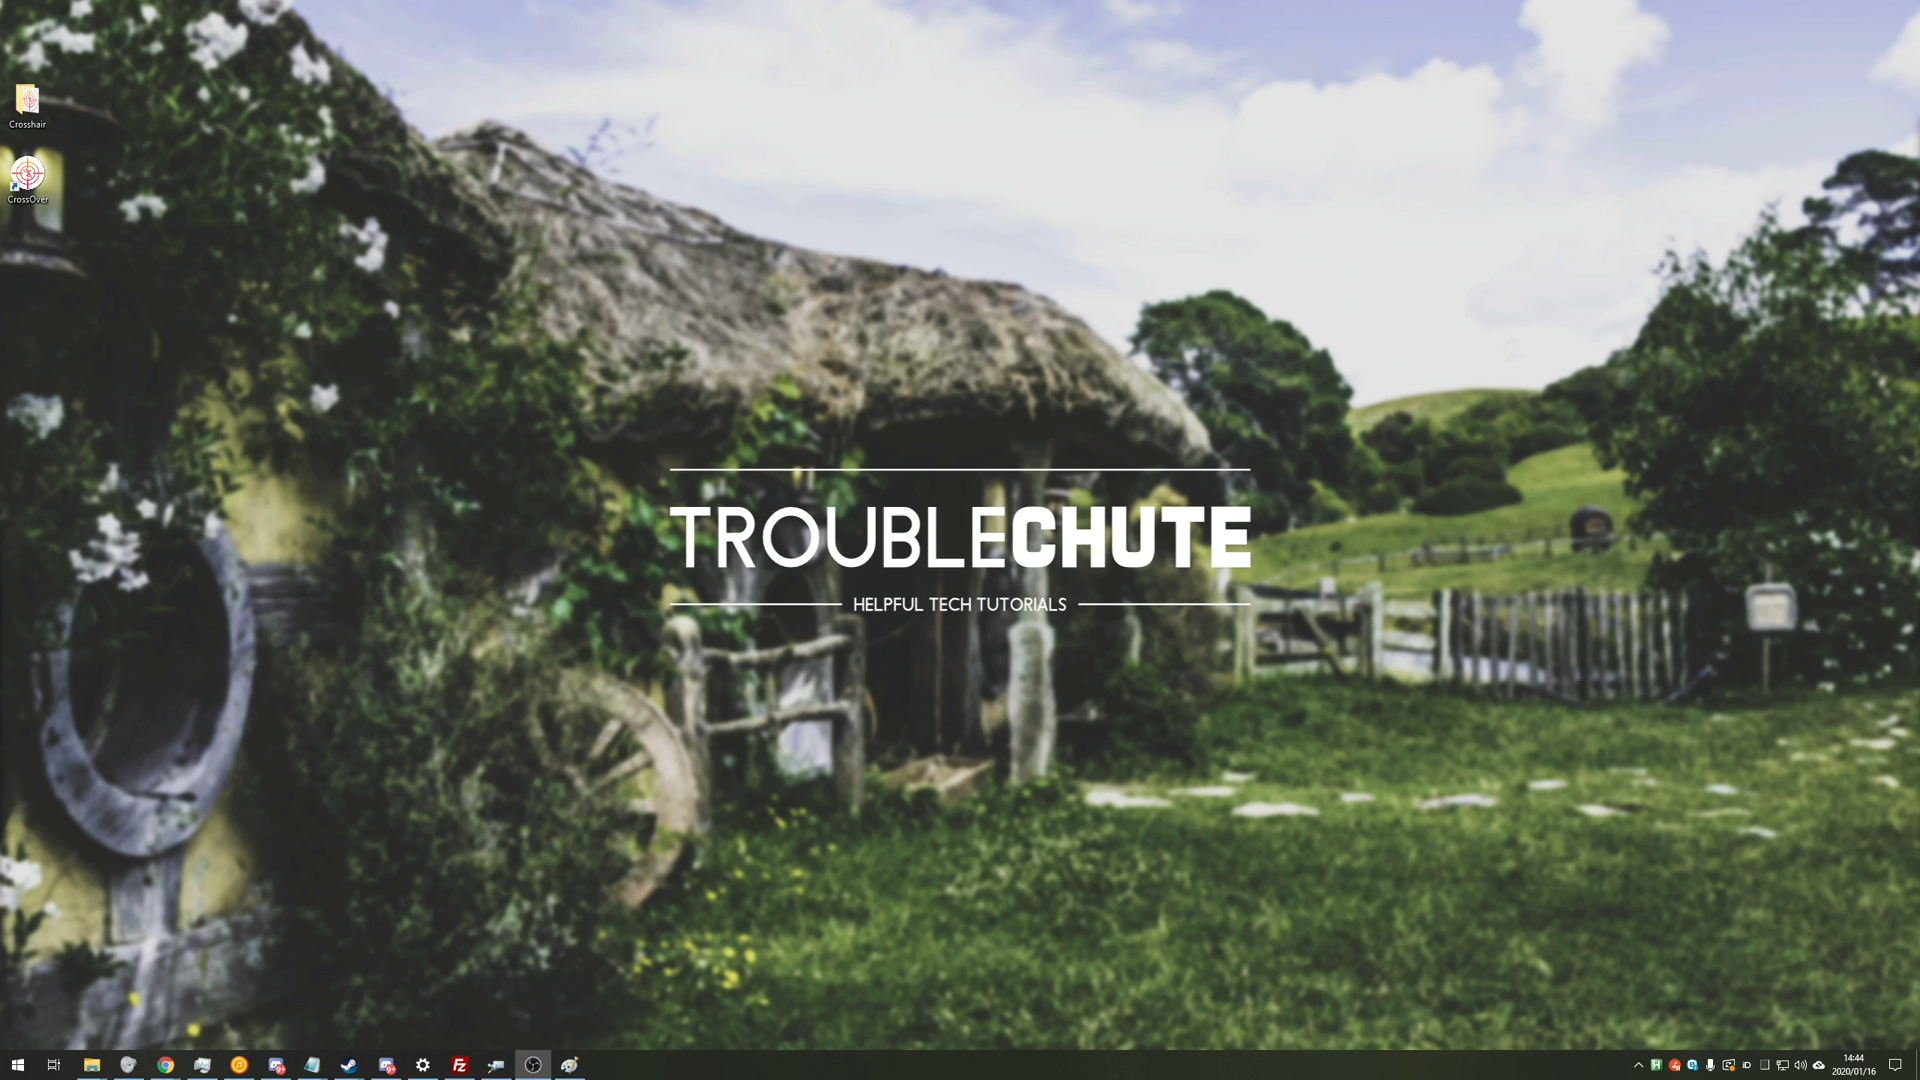 Crosshair
CrossOver
TROUBLECHUTE
HELPFUL TECH TUTORIALS
14:44
2020/01/16